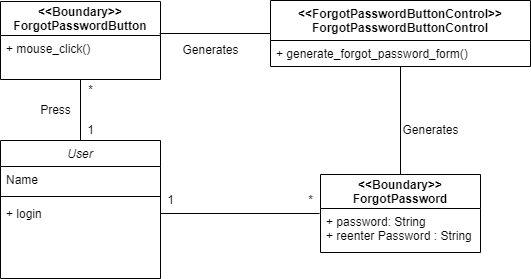 <<Boundary>>
ForgotPasswordButton
+ mouse_click()
Generates
<<ForgotPasswordButtonControl>>
ForgotPasswordButtonControl
+ generate_forgot_password_form()
*
Press
1
Generates
User
Name
+ login
1
*
<<Boundary>>
ForgotPassword
+ password: String
+ reenter Password : String